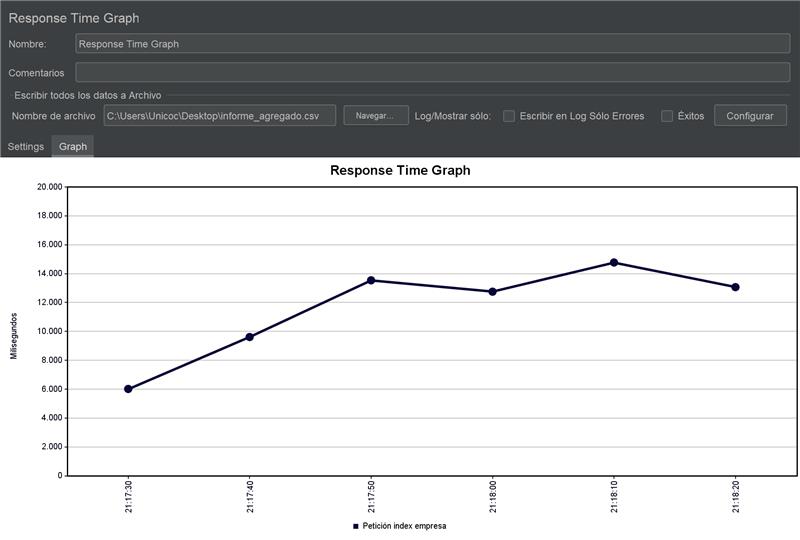 Response Time Graph
Nombre: Response Time Graph
Comentarios
Escribir todos los datos a Archivo
Nombre de archivo C:\Users\Unicoc\Desktop\informe_agregado.csv Navegar... Log/Mostrar sólo: Escribir en Log Sólo Errores Éxitos Configurar
Settings Graph
Response Time Graph
20.000
18.000
16.000
14.000
12.000
10.000
8.000
6.000
4.000
2.000
0
Milisegundos
21:17:30 21:17:40 21:17:50 21:18:00 21:18:10 21:18:20
Petición index empresa